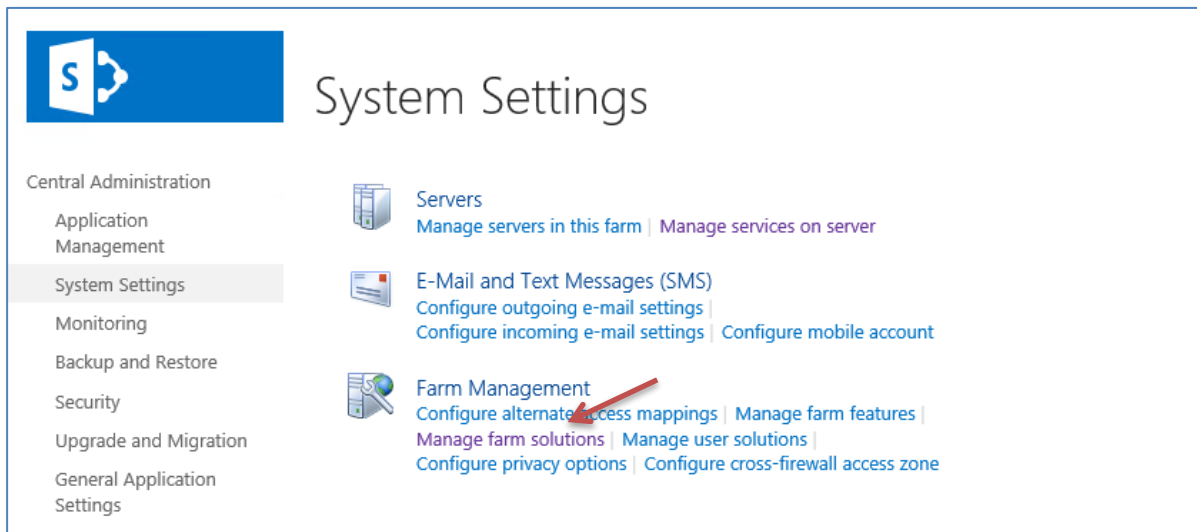 S
System Settings
Central Administration
Application
Management
System Settings
Monitoring
Backup and Restore
Security
Upgrade and Migration
General Application
Settings
Servers
Manage servers in this farm | Manage services on server
E-Mail and Text Messages (SMS)
Configure outgoing e-mail settings |
Configure incoming e-mail settings | Configure mobile account
Farm Management
Configure alternate access mappings | Manage farm features |
Manage farm solutions | Manage user solutions |
Configure privacy options | Configure cross-firewall access zone